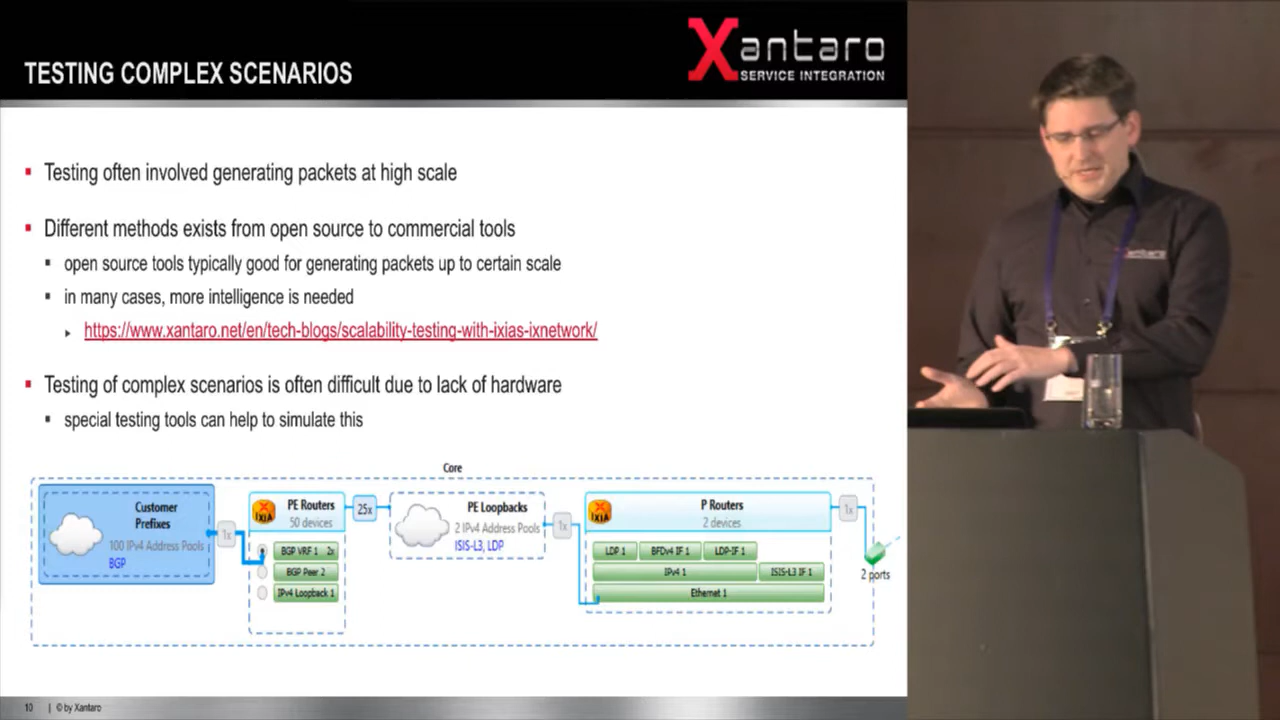 TESTING COMPLEX SCENARIOS
Xantaro
SERVICE INTEGRATION
Testing often involved generating packets at high scale
Different methods exists from open source to commercial tools
open source tools typically good for generating packets up to certain scale
in many cases, more intelligence is needed
https://www.xantaro.net/en/tech-blogs/scalability-testing-with-ixias-ixnetwork/
Testing of complex scenarios is often difficult due to lack of hardware
special testing tools can help to simulate this
Core
Customer
Prefixes
100 IPv4 Address Pools
BGP
1x
IXIA
PE Routers
50 devices
BGP VRF 1 2x
BGP Peer 2
IPv4 Loopback 1
25x
PE Loopbacks
2 IPv4 Address Pools
ISIS-L3, LDP
1x
IXIA
P Routers
2 devices
LDP 1 BFDv4 IF 1 LDP-IF 1
IPv4 1 ISIS-L3 IF 1
Ethernet 1
1x
2 ports
10 | © by Xantaro
xantaro